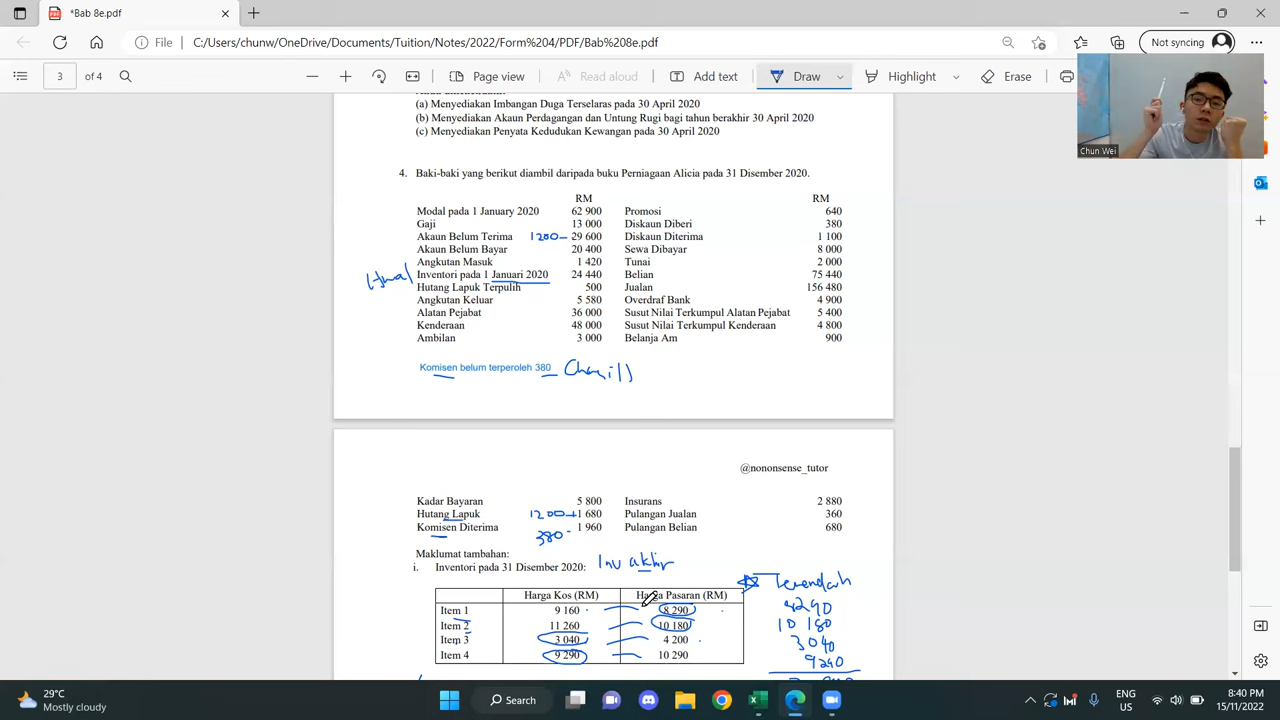 *Bab 8e.pdf
File C:/Users/chunw/OneDrive/Documents/Tuition/Notes/2022/Form%204/PDF/Bab%208e.pdf
Not syncing
3 of 4 Page view Read aloud Add text Draw Highlight Erase
Chun Wei
(a) Menyediakan Imbangan Duga Terselaras pada 30 April 2020
(b) Menyediakan Akaun Perdagangan dan Untung Rugi bagi tahun berakhir 30 April 2020
(c) Menyediakan Penyata Kedudukan Kewangan pada 30 April 2020
4. Baki-baki yang berikut diambil daripada buku Perniagaan Alicia pada 31 Disember 2020.
RM RM
Modal pada 1 January 2020 62 900 Promosi 640
Gaji 13 000 Diskaun Diberi 380
Akaun Belum Terima 1200- 29 600 Diskaun Diterima 1 100
Akaun Belum Bayar 20 400 Sewa Dibayar 8 000
Angkutan Masuk 1 420 Tunai 2 000
Inventori pada 1 Januari 2020 24 440 Belian 75 440
Hutang Lapuk Terpulih 500 Jualan 156 480
Angkutan Keluar 5 580 Overdraf Bank 4 900
Alatan Pejabat 36 000 Susut Nilai Terkumpul Alatan Pejabat 5 400
Kenderaan 48 000 Susut Nilai Terkumpul Kenderaan 4 800
Ambilan 3 000 Belanja Am 900
Komisen belum terperoleh 380
@nononsense_tutor
Kadar Bayaran 5 800 Insurans 2 880
Hutang Lapuk 1200+ 1 680 Pulangan Jualan 360
Komisen Diterima 380- 1 960 Pulangan Belian 680
Maklumat tambahan:
i. Inventori pada 31 Disember 2020: Inv akhir
Terendah
Harga Kos (RM) Harga Pasaran (RM)
Item 1 9 160 8 290 8290
Item 2 11 260 10 180 10 180
Item 3 3 040 4 200 3 040
Item 4 9 290 10 290 9290
29°C
Mostly cloudy
Search
ENG
US
8:40 PM
15/11/2022